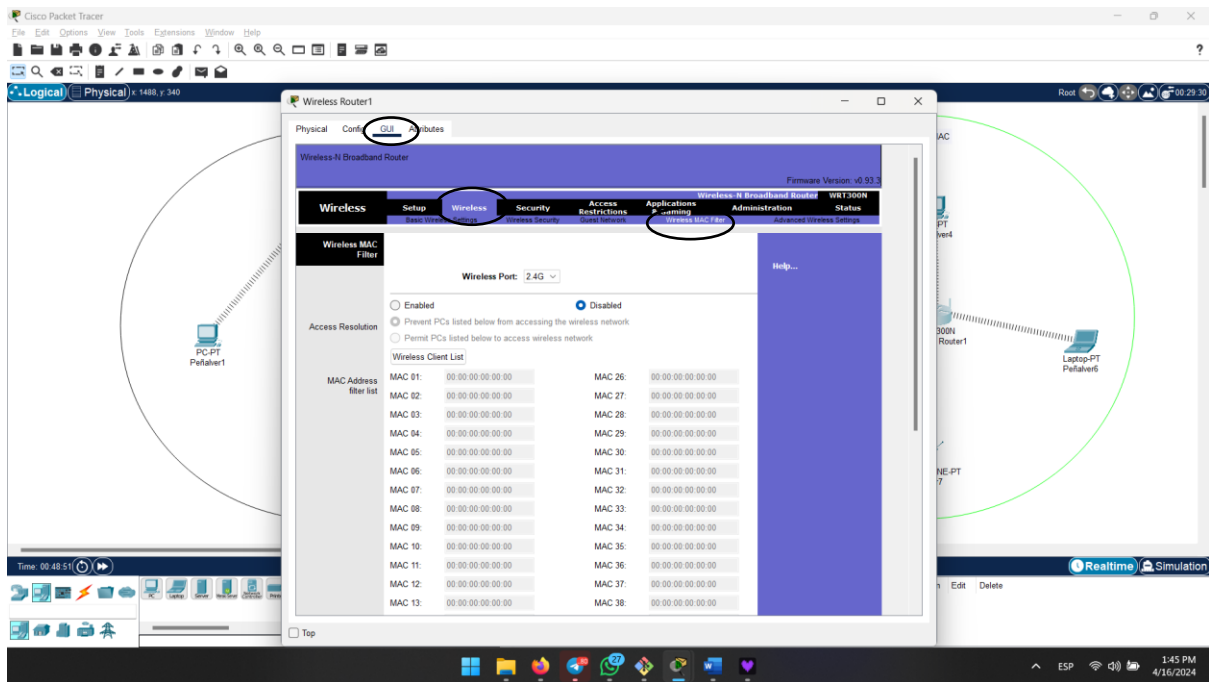 Cisco Packet Tracer
File Edit Options View Tools Extensions Window Help
?
Logical Physical x: 1488, y: 340
Root 00:29:30
Wireless Router1
Physical Config GUI Attributes
Wireless-N Broadband Router
Firmware Version: v0.93.3
Wireless-N Broadband Router WRT300N
Wireless Setup Wireless Security Access Restrictions Applications & Gaming Administration Status
Basic Wireless Settings Wireless Security Guest Network Wireless MAC Filter Advanced Wireless Settings
Wireless MAC Filter
Help...
Wireless Port: 2.4G
Enabled Disabled
Access Resolution
Prevent PCs listed below from accessing the wireless network
Permit PCs listed below to access wireless network
Wireless Client List
MAC Address filter list
MAC 01: 00:00:00:00:00:00 MAC 26: 00:00:00:00:00:00
MAC 02: 00:00:00:00:00:00 MAC 27: 00:00:00:00:00:00
MAC 03: 00:00:00:00:00:00 MAC 28: 00:00:00:00:00:00
MAC 04: 00:00:00:00:00:00 MAC 29: 00:00:00:00:00:00
MAC 05: 00:00:00:00:00:00 MAC 30: 00:00:00:00:00:00
MAC 06: 00:00:00:00:00:00 MAC 31: 00:00:00:00:00:00
MAC 07: 00:00:00:00:00:00 MAC 32: 00:00:00:00:00:00
MAC 08: 00:00:00:00:00:00 MAC 33: 00:00:00:00:00:00
MAC 09: 00:00:00:00:00:00 MAC 34: 00:00:00:00:00:00
MAC 10: 00:00:00:00:00:00 MAC 35: 00:00:00:00:00:00
MAC 11: 00:00:00:00:00:00 MAC 36: 00:00:00:00:00:00
MAC 12: 00:00:00:00:00:00 MAC 37: 00:00:00:00:00:00
MAC 13: 00:00:00:00:00:00 MAC 38: 00:00:00:00:00:00
Top
PC-PT
Peñalver1
AC
PT
ver4
300N
Router1
Laptop-PT
Peñalver6
NE-PT
7
Time: 00:48:51
Realtime Simulation
Edit Delete
PC Laptop Server
27
ESP
1:45 PM
4/16/2024